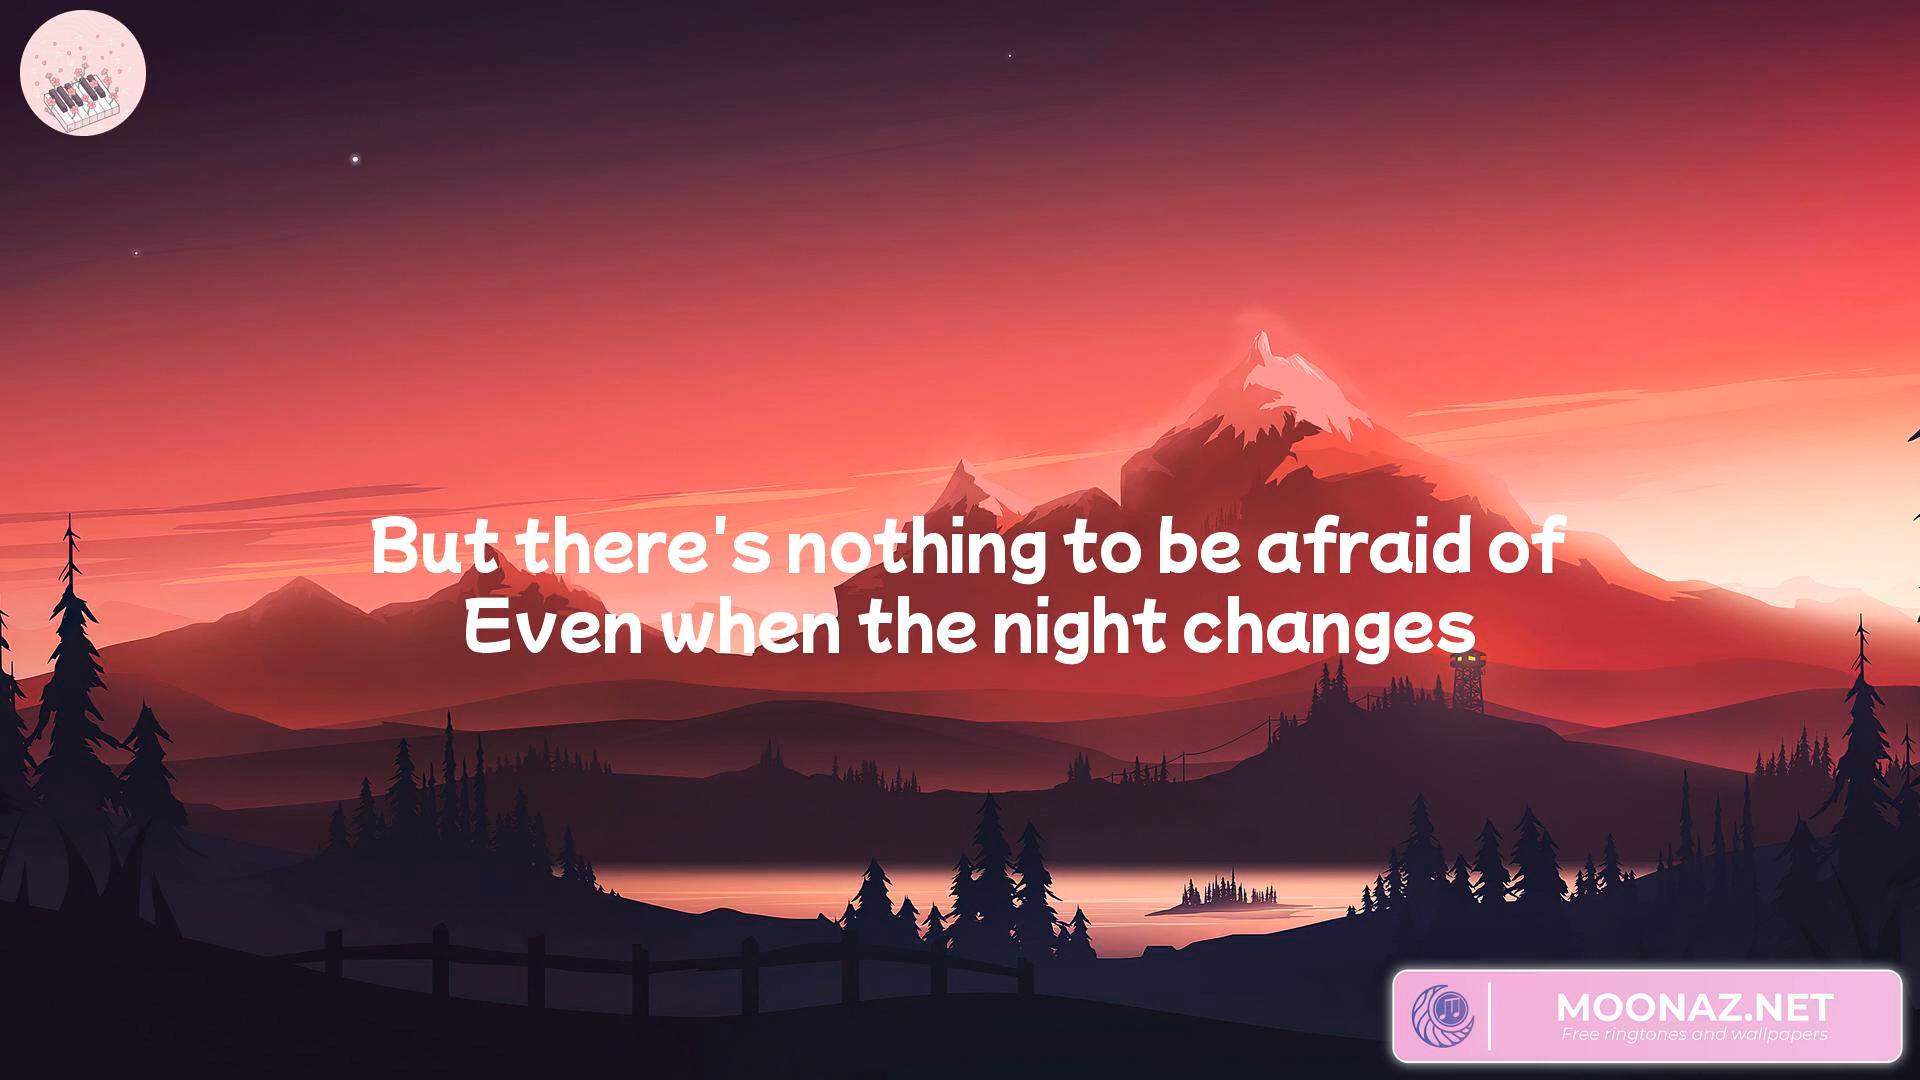 But there's nothing to be afraid of
Even when the night changes
MOONAZ.NET
Free ringtones and wallpapers